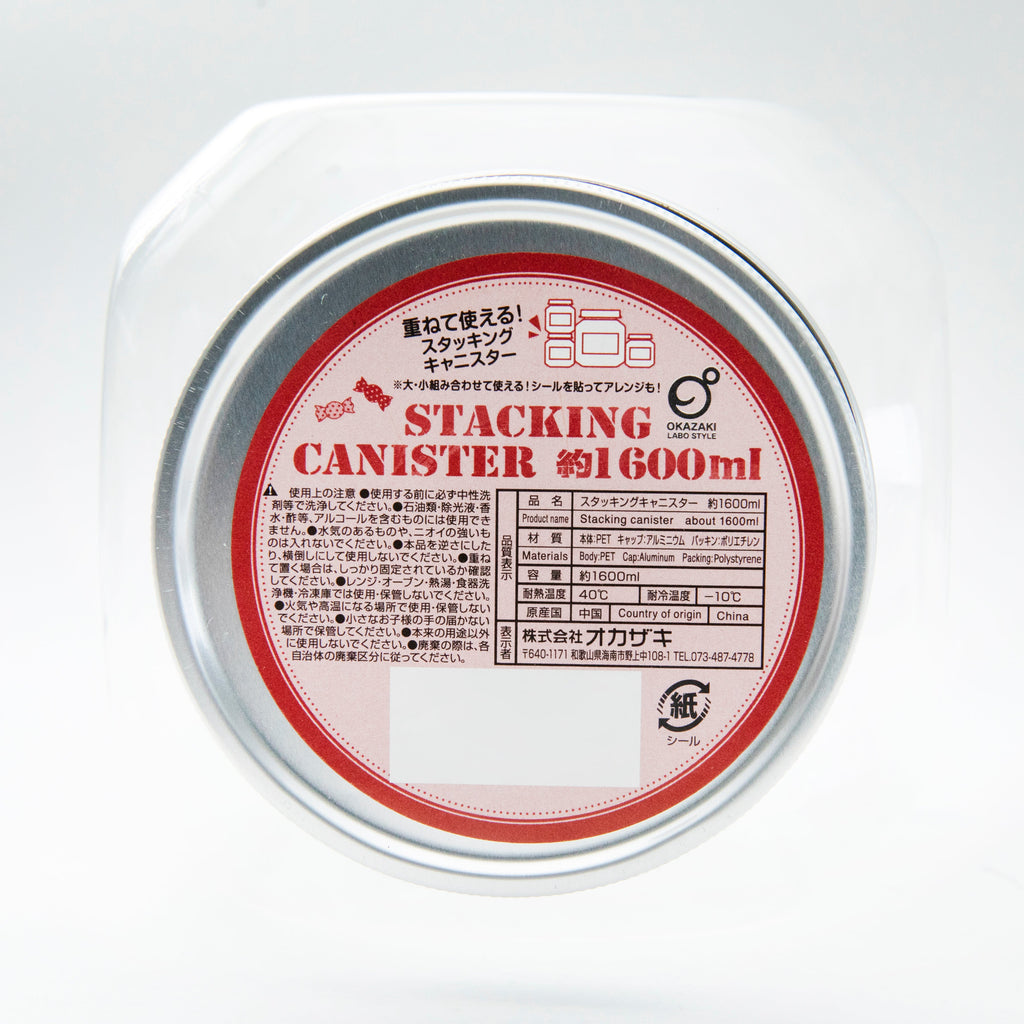 重ねて使える!
スタッキング
キャニスター
※大・小組み合わせて使える!シールを貼ってアレンジも!
OKAZAKI
LABO STYLE
STACKING
CANISTER 約1600ml
使用上の注意 ●使用する前に必ず中性洗
剤等で洗浄してください。●石油類・除光液・香
水・酢等、アルコールを含むものには使用でき
ません。●水気のあるものや、ニオイの強いも
のは入れないでください。●本品を逆さにした
り、横倒しにして使用しないでください。●重ね
て置く場合は、しっかり固定されているか確認
してください。●レンジ・オーブン・熱湯・食器洗
浄機・冷凍庫では使用・保管しないでください。
●火気や高温になる場所で使用・保管しない
でください。●小さなお子様の手の届かない
場所で保管してください。●本来の用途以外
に使用しないでください。●廃棄の際は、各
自治体の廃棄区分に従ってください。
品質表示
品 名 スタッキングキャニスター 約1600ml
Product name Stacking canister about 1600ml
材 質 本体:PET キャップ:アルミニウム パッキン:ポリエチレン
Materials Body:PET Cap:Aluminum Packing:Polystyrene
容 量 約1600ml
耐熱温度 40℃ 耐冷温度 −10℃
原産国 中国 Country of origin China
表示者
株式会社オカザキ
〒640-1171 和歌山県海南市野上中108-1 TEL.073-487-4778
紙
シール